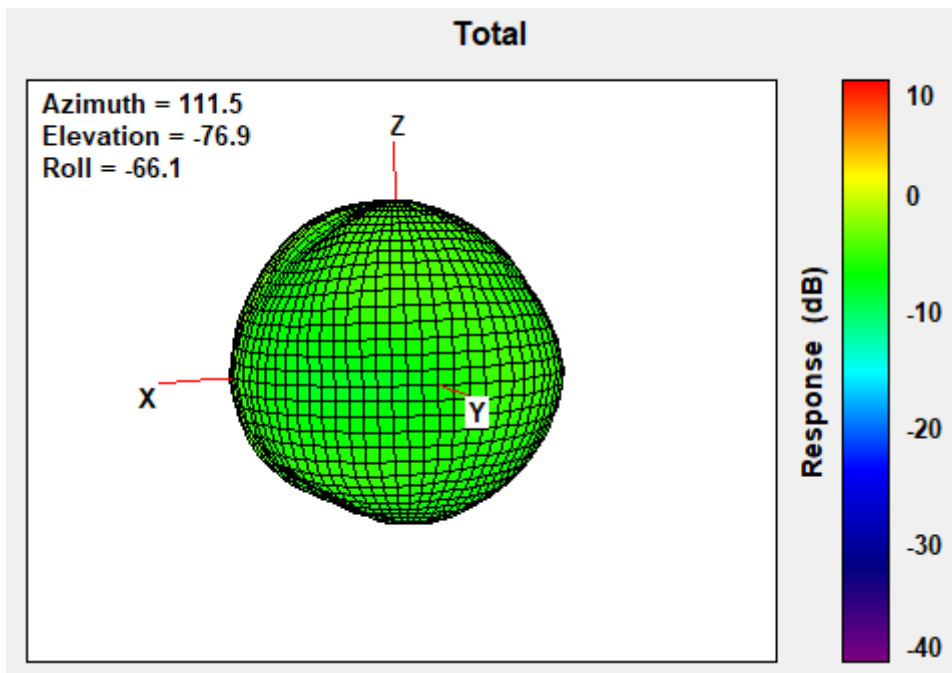 Total
Azimuth = 111.5
Elevation = -76.9
Roll = -66.1
Z
X
Y
10
0
-10
-20
-30
-40
Response (dB)